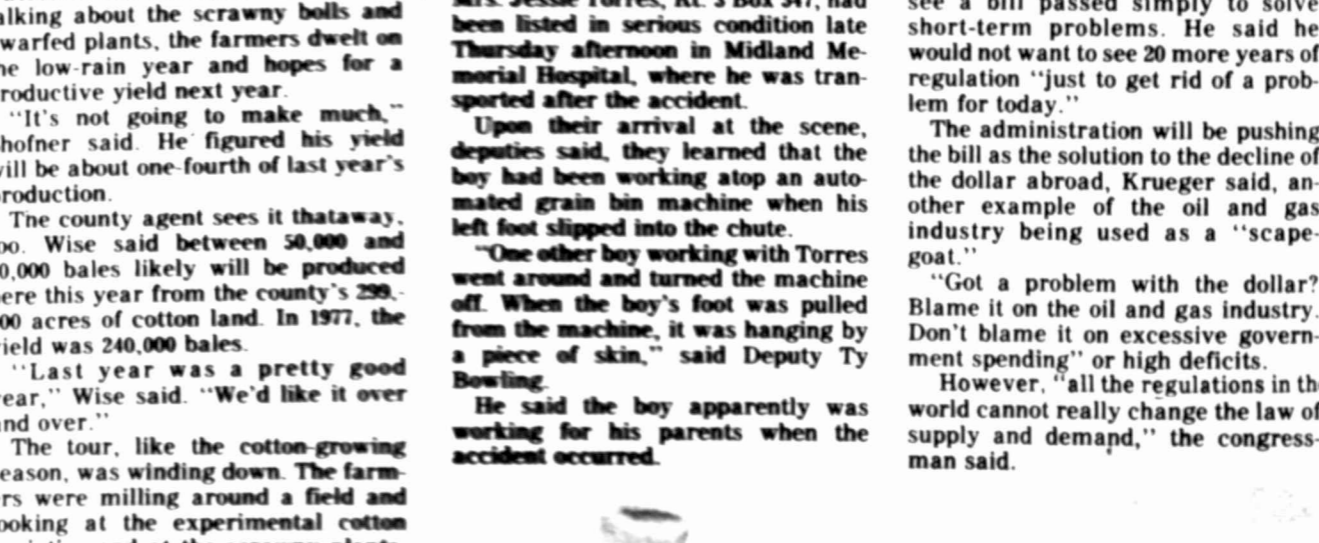 alking about the scrawny bolls and
warfed plants, the farmers dwelt on
he low-rain year and hopes for a
roductive yield next year.
"It's not going to make much,"
hofner said. He figured his yield
will be about one-fourth of last year's
roduction.
The county agent sees it thataway,
oo. Wise said between 50,000 and
0,000 bales likely will be produced
ere this year from the county's 299,-
00 acres of cotton land. In 1977, the
ield was 240,000 bales.
"Last year was a pretty good
ear," Wise said. "We'd like it over
nd over."
The tour, like the cotton-growing
eason, was winding down. The farm-
rs were milling around a field and
ooking at the experimental cotton
Mrs. Jessie Torres, Rt. 3 Box 347, had
been listed in serious condition late
Thursday afternoon in Midland Me-
morial Hospital, where he was tran-
sported after the accident.
Upon their arrival at the scene,
deputies said, they learned that the
boy had been working atop an auto-
mated grain bin machine when his
left foot slipped into the chute.
"One other boy working with Torres
went around and turned the machine
off. When the boy's foot was pulled
from the machine, it was hanging by
a piece of skin," said Deputy Ty
Bowling.
He said the boy apparently was
working for his parents when the
accident occurred.
see a bill passed simply to solve
short-term problems. He said he
would not want to see 20 more years of
regulation "just to get rid of a prob-
lem for today."
The administration will be pushing
the bill as the solution to the decline of
the dollar abroad, Krueger said, an-
other example of the oil and gas
industry being used as a "scape-
goat."
"Got a problem with the dollar?
Blame it on the oil and gas industry.
Don't blame it on excessive govern-
ment spending" or high deficits.
However, "all the regulations in th
world cannot really change the law of
supply and demand," the congress-
man said.